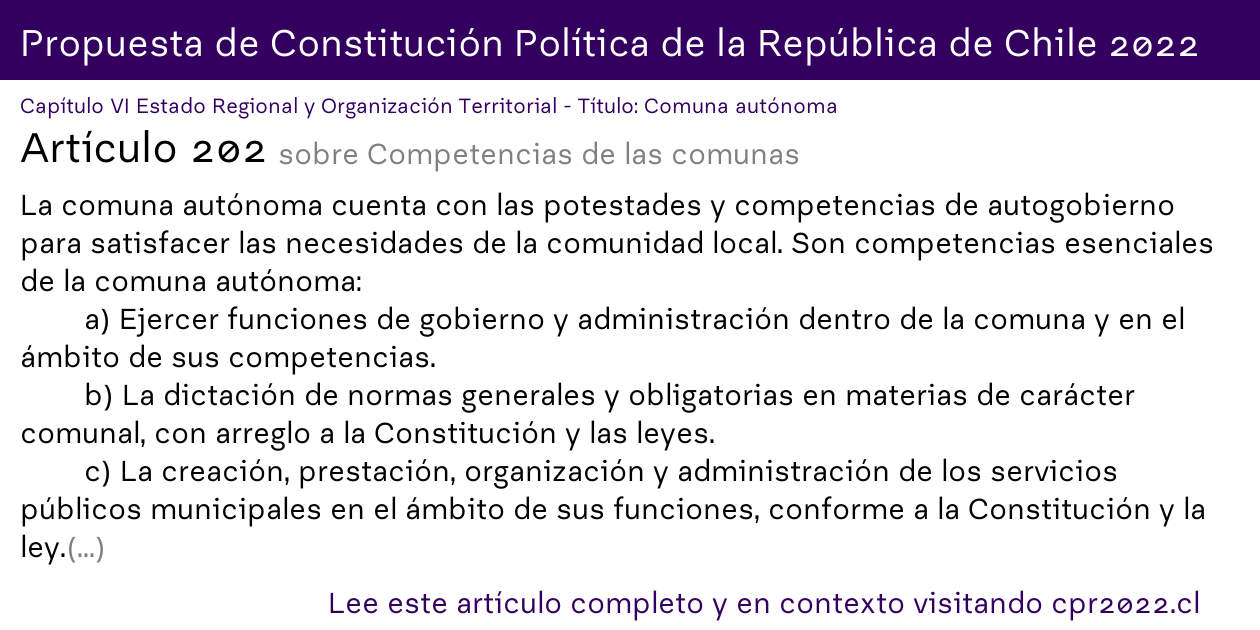 Propuesta de Constitución Política de la República de Chile 2022
Capítulo VI Estado Regional y Organización Territorial - Título: Comuna autónoma
Artículo 202 sobre Competencias de las comunas
La comuna autónoma cuenta con las potestades y competencias de autogobierno
para satisfacer las necesidades de la comunidad local. Son competencias esenciales
de la comuna autónoma:
a) Ejercer funciones de gobierno y administración dentro de la comuna y en el
ámbito de sus competencias.
b) La dictación de normas generales y obligatorias en materias de carácter
comunal, con arreglo a la Constitución y las leyes.
c) La creación, prestación, organización y administración de los servicios
públicos municipales en el ámbito de sus funciones, conforme a la Constitución y la
ley.(...)
Lee este artículo completo y en contexto visitando cpr2022.cl